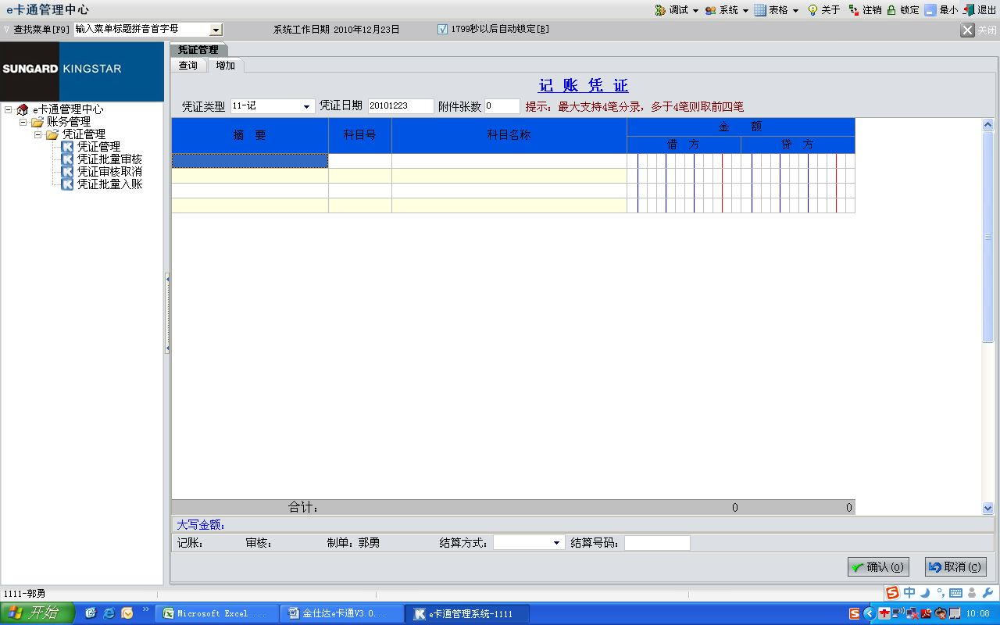 e卡通管理中心 调试 系统 表格 关于 注销 锁定 最小 退出
查找菜单[F9] 输入菜单标题拼音首字母 系统工作日期 2010年12月23日 1799秒以后自动锁定[B] 关闭
SUNGARD KINGSTAR
e卡通管理中心
账务管理
凭证管理
凭证管理
凭证批量审核
凭证审核取消
凭证批量入账
凭证管理
查询 增加
记 账 凭 证
凭证类型 11-记 凭证日期 20101223 附件张数 0 提示：最大支持4笔分录，多于4笔则取前四笔
摘 要 科目号 科目名称 金 额
借 方 贷 方
合计： 0 0
大写金额：
记账： 审核： 制单：郭勇 结算方式： 结算号码：
确认(O) 取消(C)
1111-郭勇 中
开始 Microsoft Excel ... 金仕达e卡通V3.0... e卡通管理系统-1111 10:08